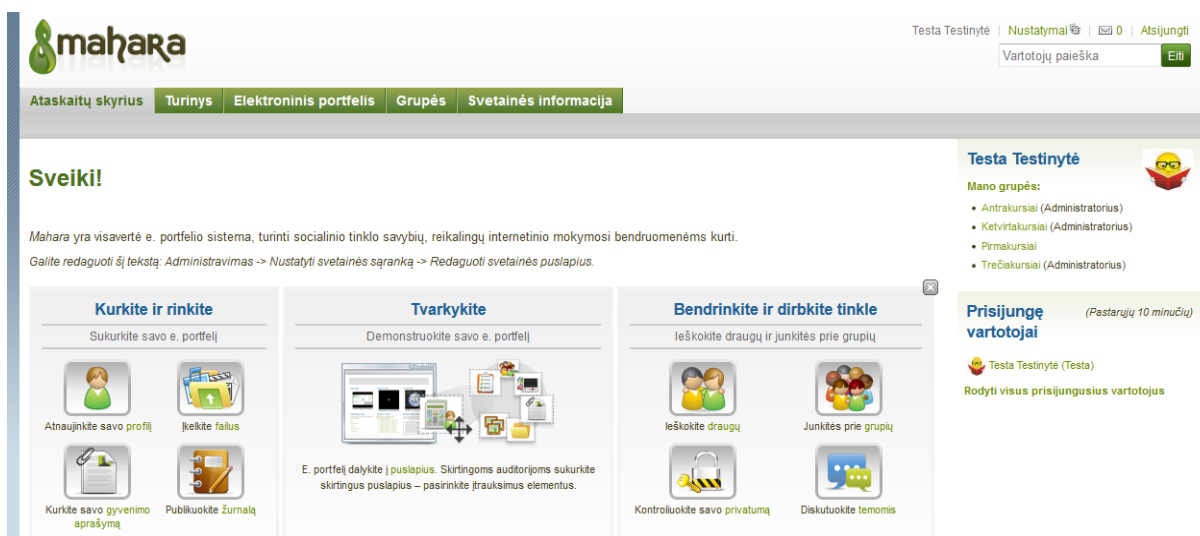 mahara
Testa Testinytė | Nustatymai | 0 | Atsijungti
Vartotojų paieška Eiti
Ataskaitų skyrius Turinys Elektroninis portfelis Grupės Svetainės informacija
Sveiki!
Mahara yra visavertė e. portfelio sistema, turinti socialinio tinklo savybių, reikalingų internetinio mokymosi bendruomenėms kurti.
Galite redaguoti šį tekstą: Administravimas -> Nustatyti svetainės sąranką -> Redaguoti svetainės puslapius.
Kurkite ir rinkite
Sukurkite savo e. portfelį
Atnaujinkite savo profilį
Įkelkite failus
Kurkite savo gyvenimo
aprašymą
Publikuokite žurnalą
Tvarkykite
Demonstruokite savo e. portfelį
E. portfelį dalykite į puslapius. Skirtingoms auditorijoms sukurkite
skirtingus puslapius – pasirinkite įtrauksimus elementus.
Bendrinkite ir dirbkite tinkle
Ieškokite draugų ir junkitės prie grupių
Ieškokite draugų
Junkitės prie grupių
Kontroliuokite savo privatumą
Diskutuokite temomis
Testa Testinytė
Mano grupės:
• Antrakursiai (Administratorius)
• Ketvirtakursiai (Administratorius)
• Pirmakursiai
• Trečiakursiai (Administratorius)
Prisijungę (Pastarųjų 10 minučių)
vartotojai
Testa Testinytė (Testa)
Rodyti visus prisijungusius vartotojus